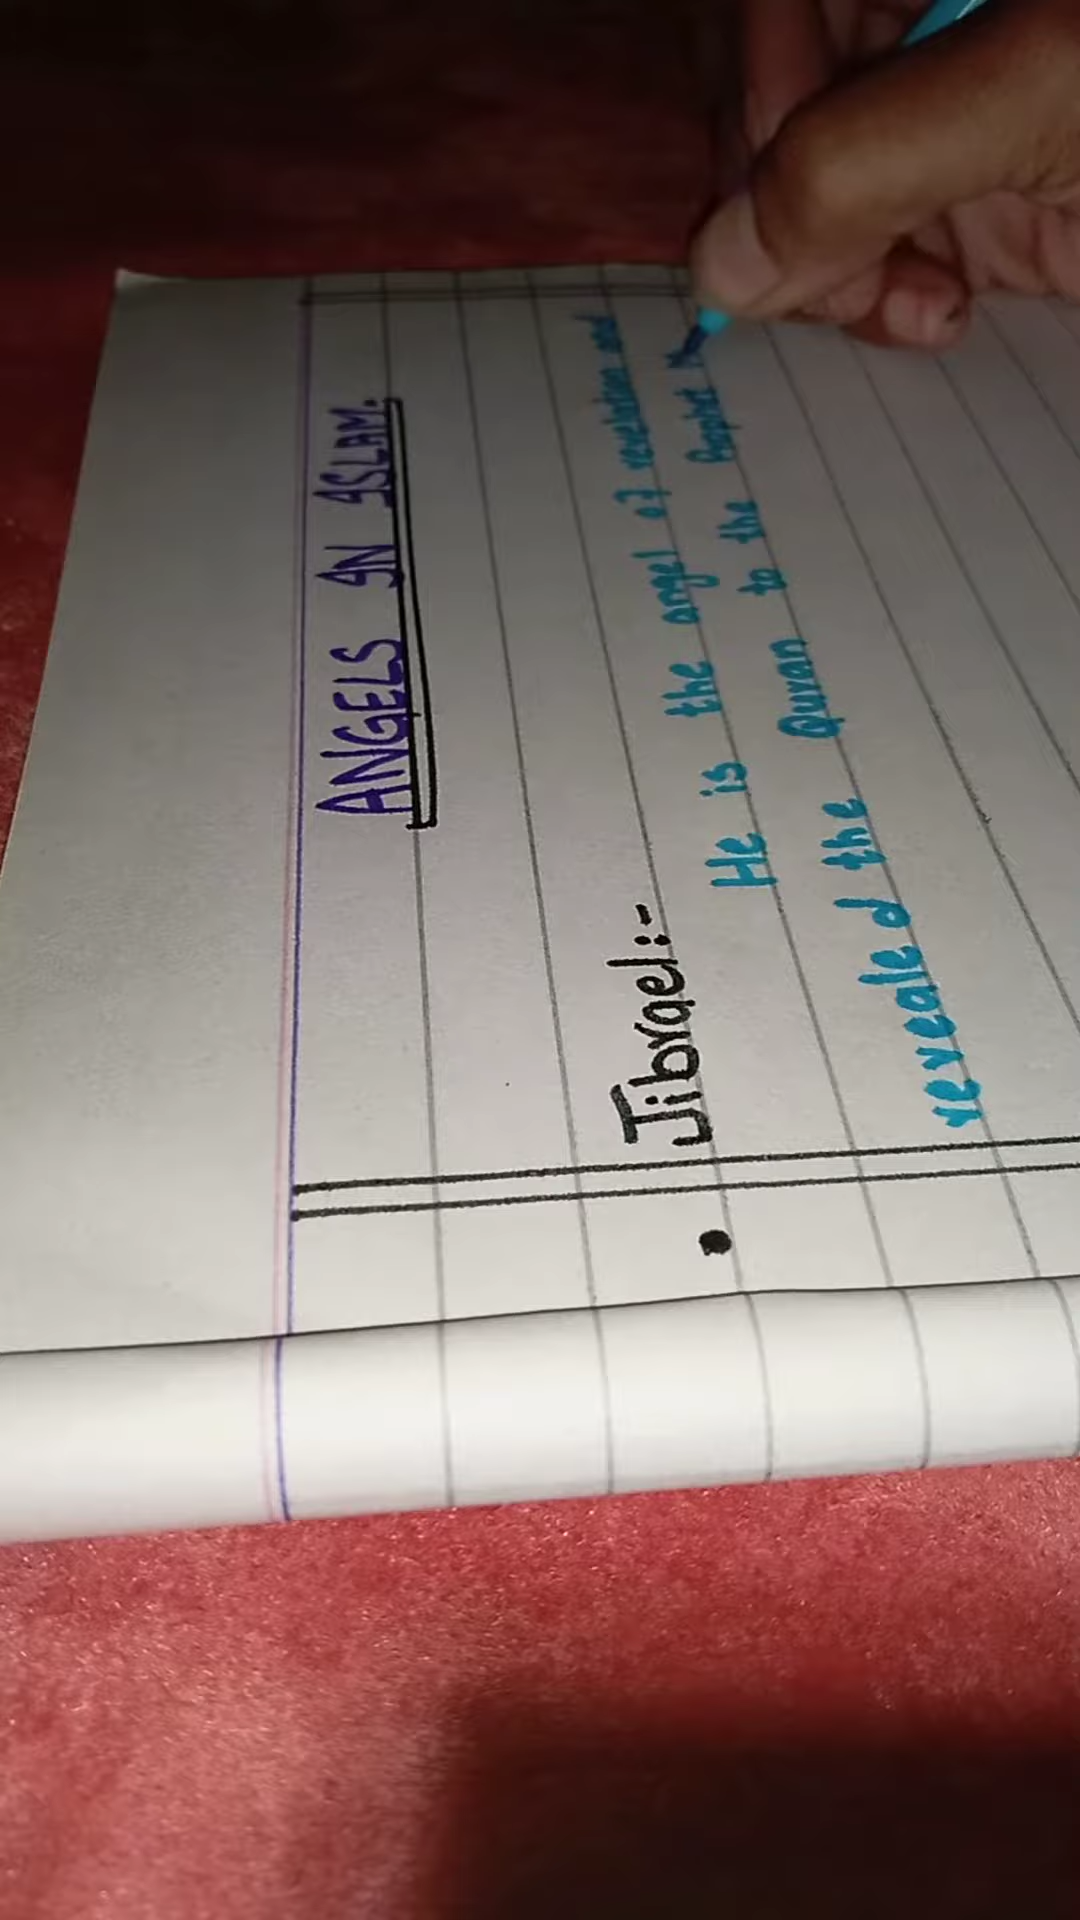 ANGELS IN ISLAM.
• Jibrael:-
He is the angel of revelation and
revealed the Quran to the Prophet